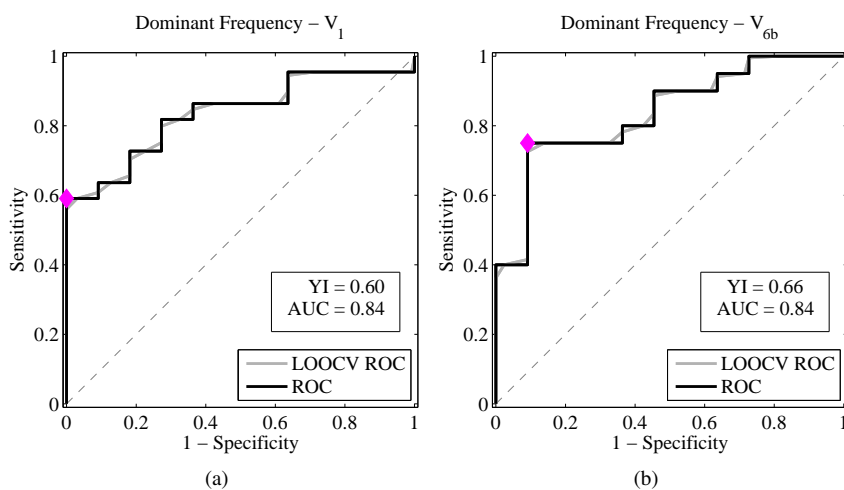 Dominant Frequency – V1
1
0.8
0.6
0.4
0.2
0
Sensitivity
YI = 0.60
AUC = 0.84
LOOCV ROC
ROC
0 0.2 0.4 0.6 0.8 1
1 – Specificity
(a)
Dominant Frequency – V6b
1
0.8
0.6
0.4
0.2
0
Sensitivity
YI = 0.66
AUC = 0.84
LOOCV ROC
ROC
0 0.2 0.4 0.6 0.8 1
1 – Specificity
(b)